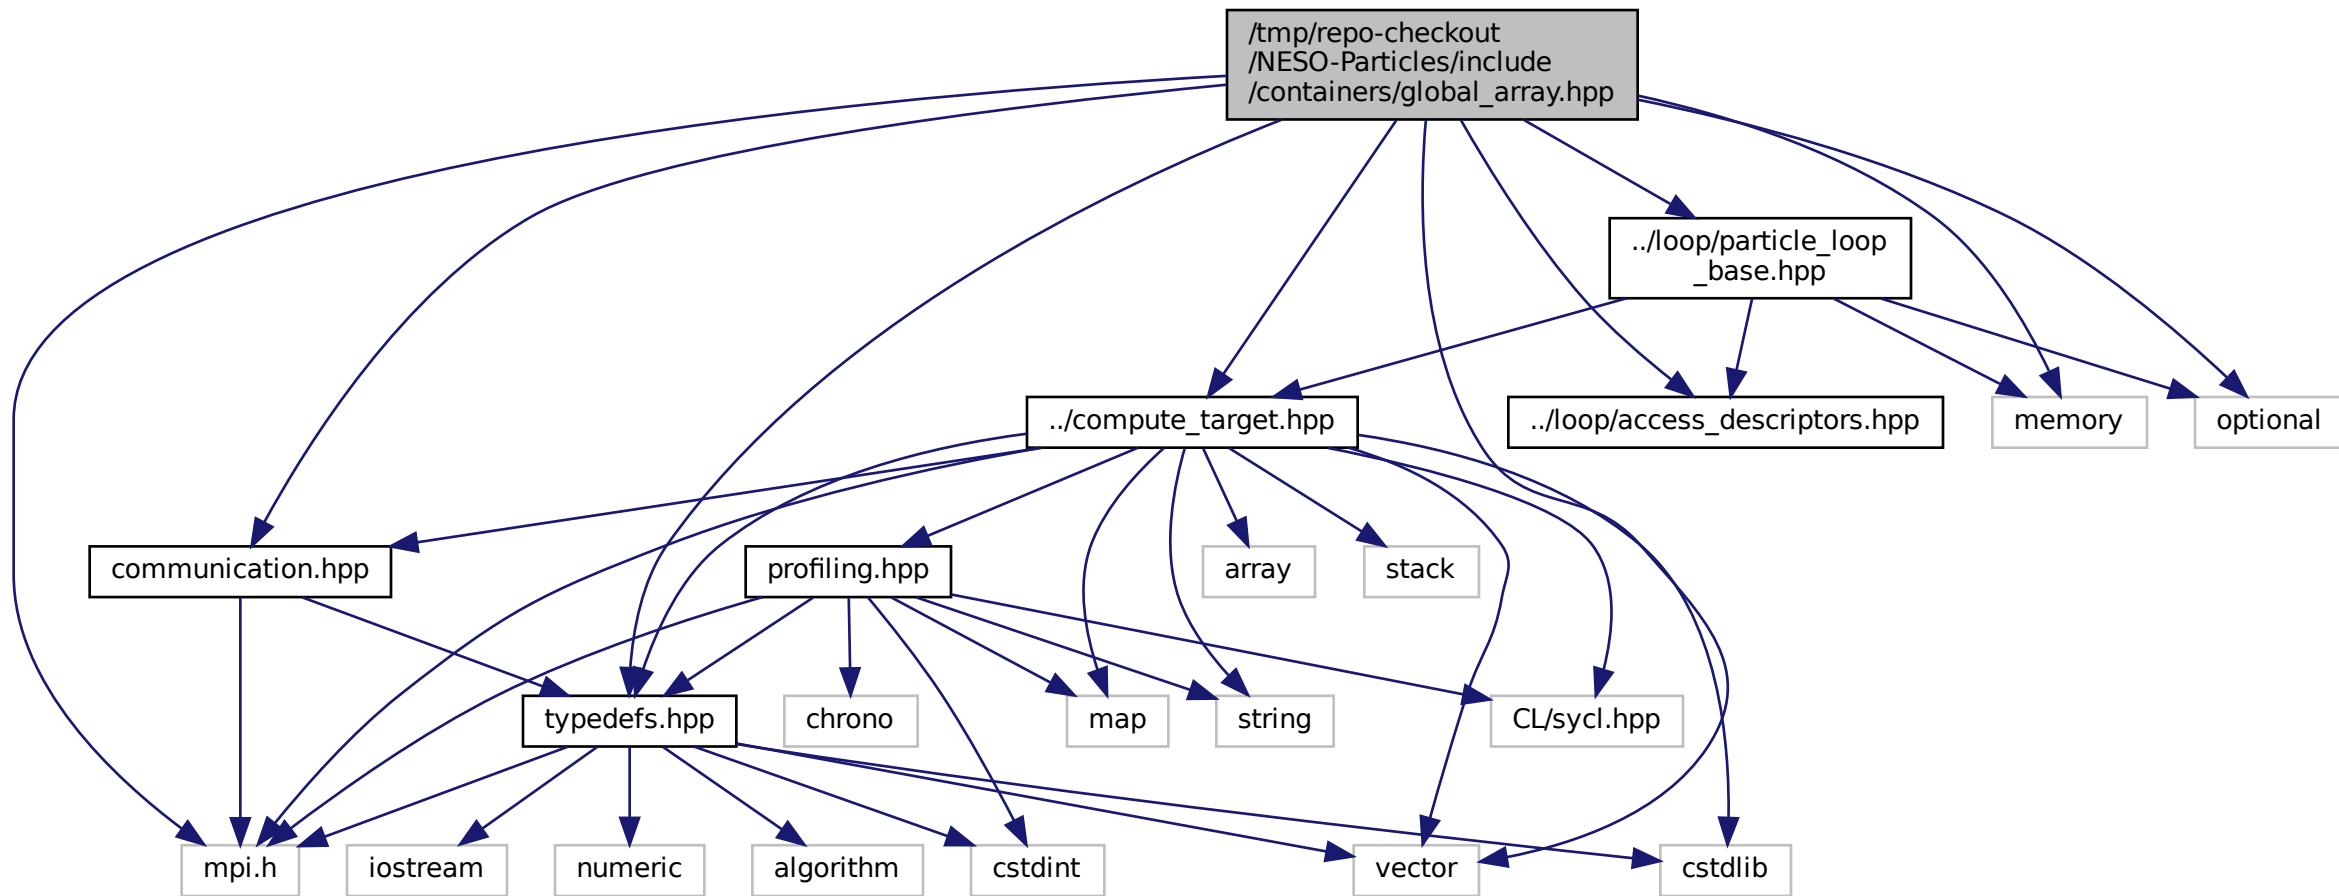 /tmp/repo-checkout
/NESO-Particles/include
/containers/global_array.hpp
../loop/particle_loop
_base.hpp
../compute_target.hpp
../loop/access_descriptors.hpp
memory
optional
communication.hpp
profiling.hpp
array
stack
typedefs.hpp
chrono
map
string
CL/sycl.hpp
mpi.h
iostream
numeric
algorithm
cstdint
vector
cstdlib